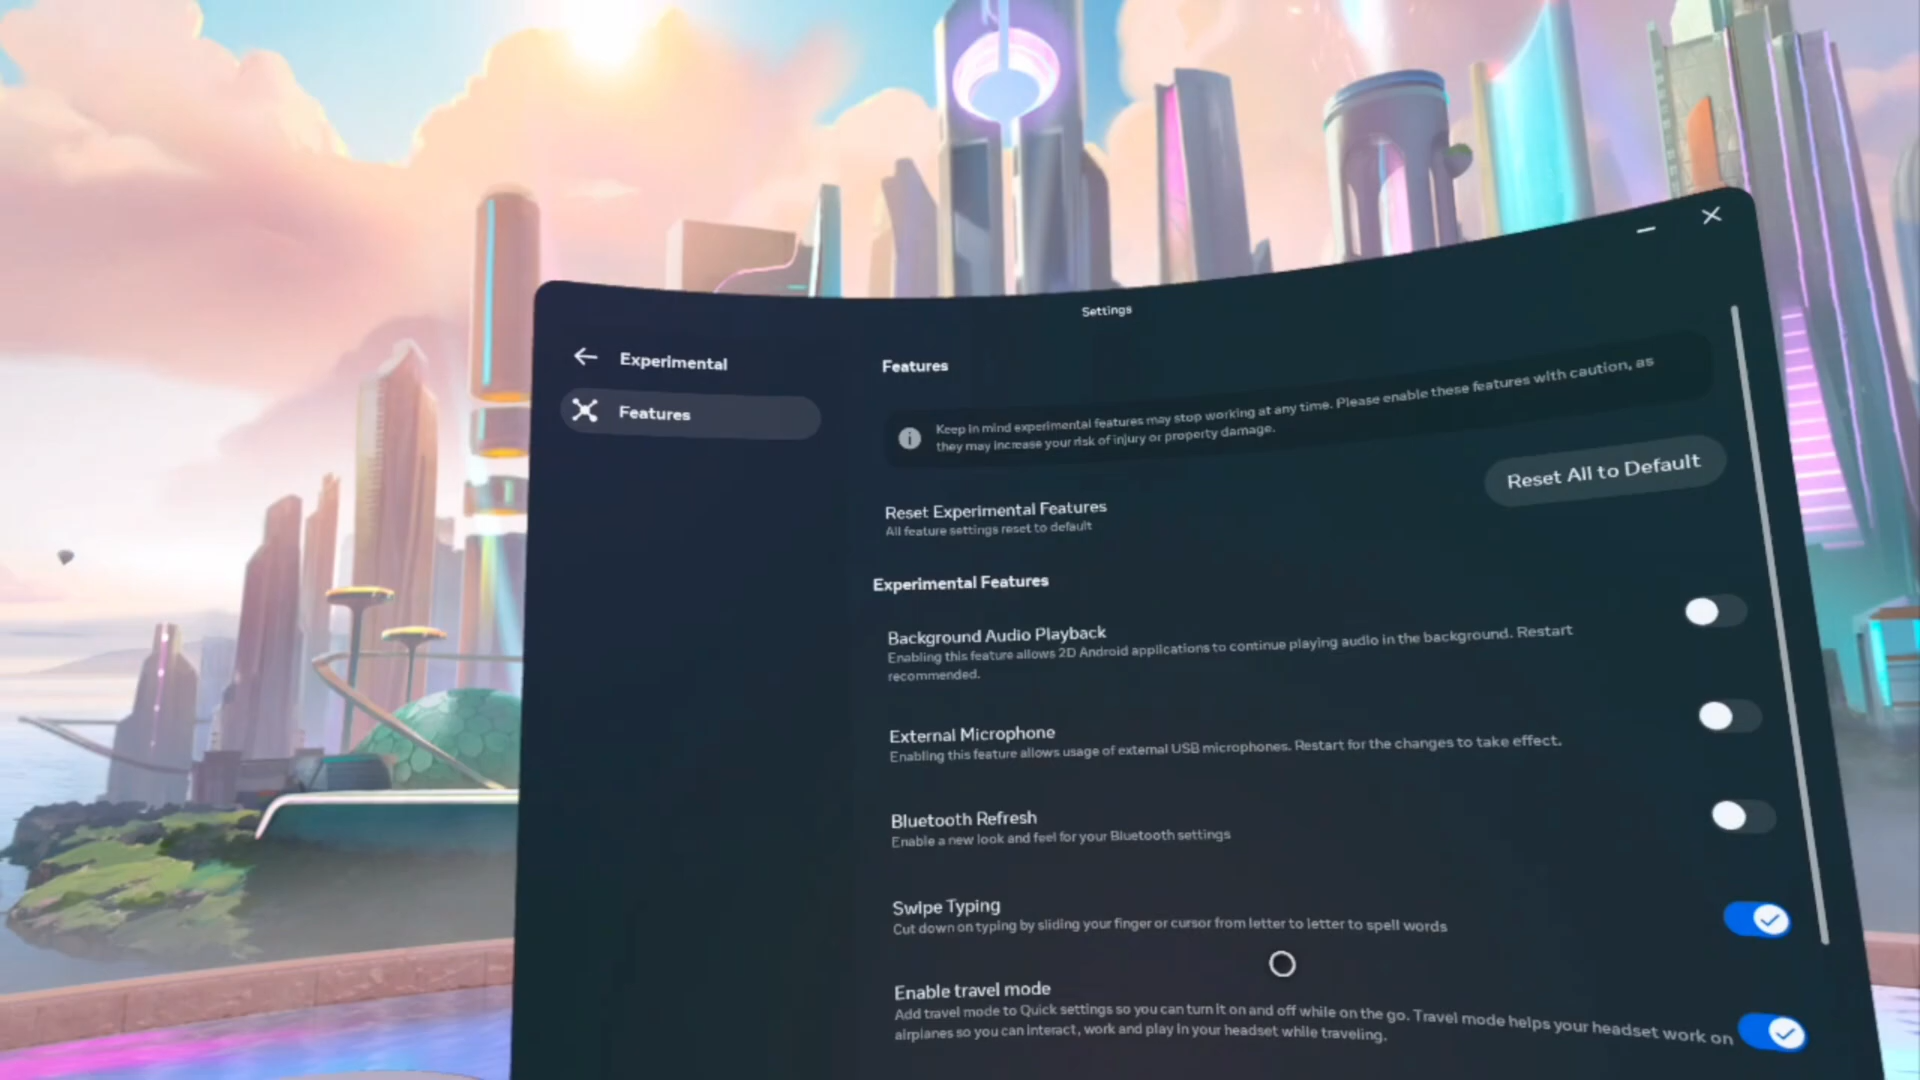 Settings
Experimental
Features
Features
Keep in mind experimental features may stop working at any time. Please enable these features with caution, as
they may increase your risk of injury or property damage.
Reset Experimental Features
All feature settings reset to default
Reset All to Default
Experimental Features
Background Audio Playback
Enabling this feature allows 2D Android applications to continue playing audio in the background. Restart
recommended.
External Microphone
Enabling this feature allows usage of external USB microphones. Restart for the changes to take effect.
Bluetooth Refresh
Enable a new look and feel for your Bluetooth settings
Swipe Typing
Cut down on typing by sliding your finger or cursor from letter to letter to spell words
Enable travel mode
Add travel mode to Quick settings so you can turn it on and off while on the go. Travel mode helps your headset work on
airplanes so you can interact, work and play in your headset while traveling.